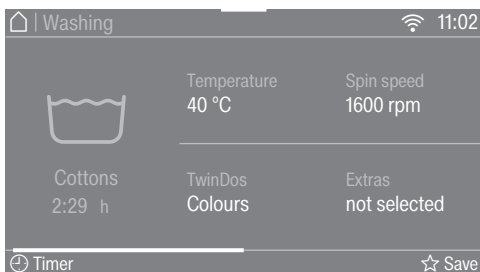 | Washing 11:02
Temperature Spin speed
40 °C 1600 rpm
Cottons TwinDos Extras
2:29 h Colours not selected
Timer Save